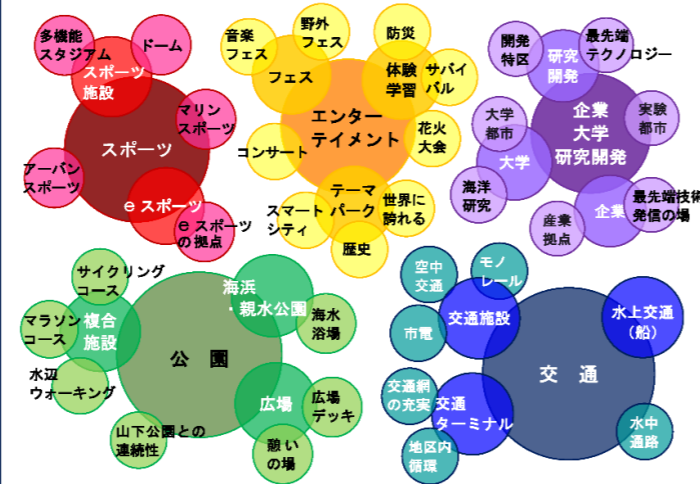 多機能
スタジアム
ドーム
スポーツ
施設
スポーツ
マリン
スポーツ
アーバン
スポーツ
eスポーツ
eスポーツ
の拠点
音楽
フェス
野外
フェス
フェス
防災
体験
学習
サバイ
バル
エンター
テイメント
花火
大会
コンサート
テーマ
パーク
世界に
誇れる
スマート
シティ
歴史
開発
特区
研究
開発
最先端
テクノロジー
企業
大学
研究開発
実験
都市
大学
都市
大学
海洋
研究
企業
最先端技術
発信の場
産業
拠点
サイクリング
コース
海浜
・親水公園
複合
施設
マラソン
コース
海水
浴場
公 園
水辺
ウォーキング
広場
広場
デッキ
山下公園との
連続性
憩い
の場
空中
交通
モノ
レール
交通施設
市電
水上交通
（船）
交 通
交通網
の充実
交通
ターミナル
地区内
循環
水中
通路